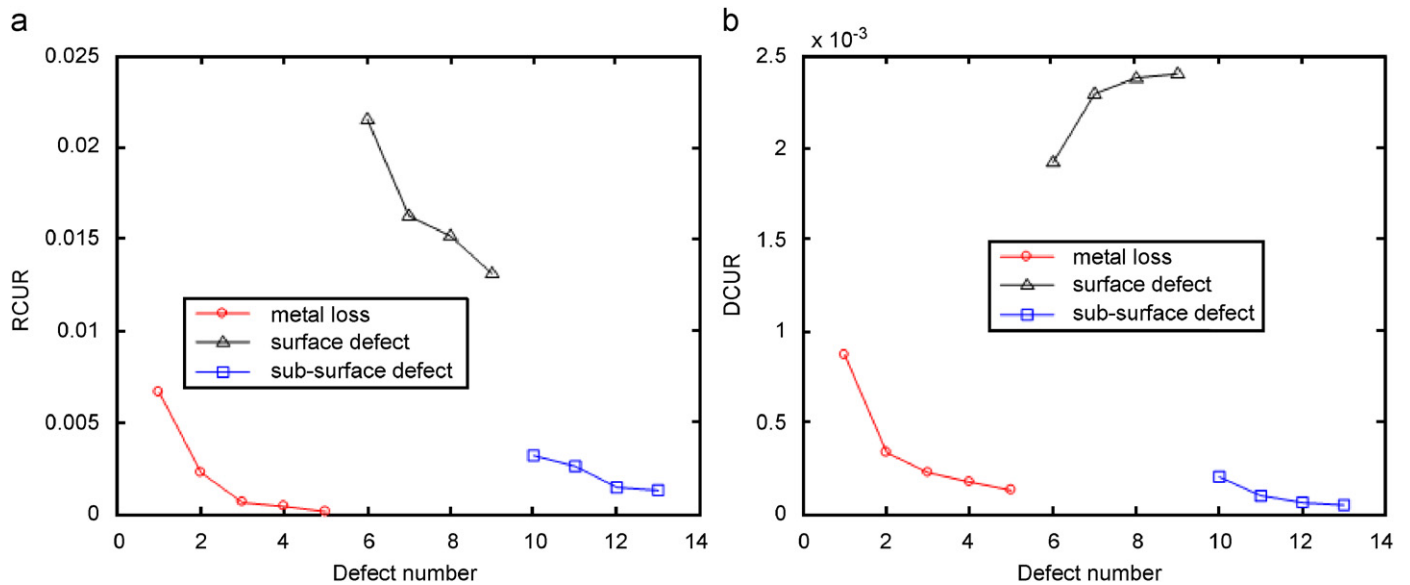 a
0.025
0.02
0.015
0.01
0.005
0
RCUR
metal loss
surface defect
sub-surface defect
0 2 4 6 8 10 12 14
Defect number
b
x 10-3
2.5
2
1.5
1
0.5
0
DCUR
metal loss
surface defect
sub-surface defect
0 2 4 6 8 10 12 14
Defect number